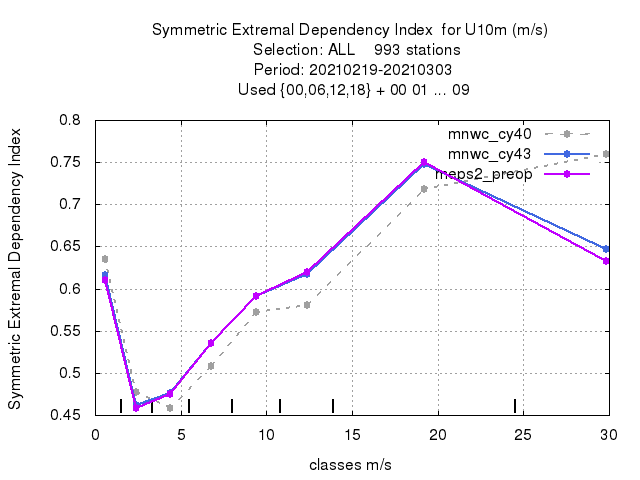 Symmetric Extremal Dependency Index  for U10m (m/s)
Selection: ALL    993 stations
Period: 20210219-20210303
Used {00,06,12,18} + 00 01 ... 09
Symmetric Extremal Dependency Index
0.8
0.75
0.7
0.65
0.6
0.55
0.5
0.45
mnwc_cy40
mnwc_cy43
meps2_preop
0 5 10 15 20 25 30
classes m/s